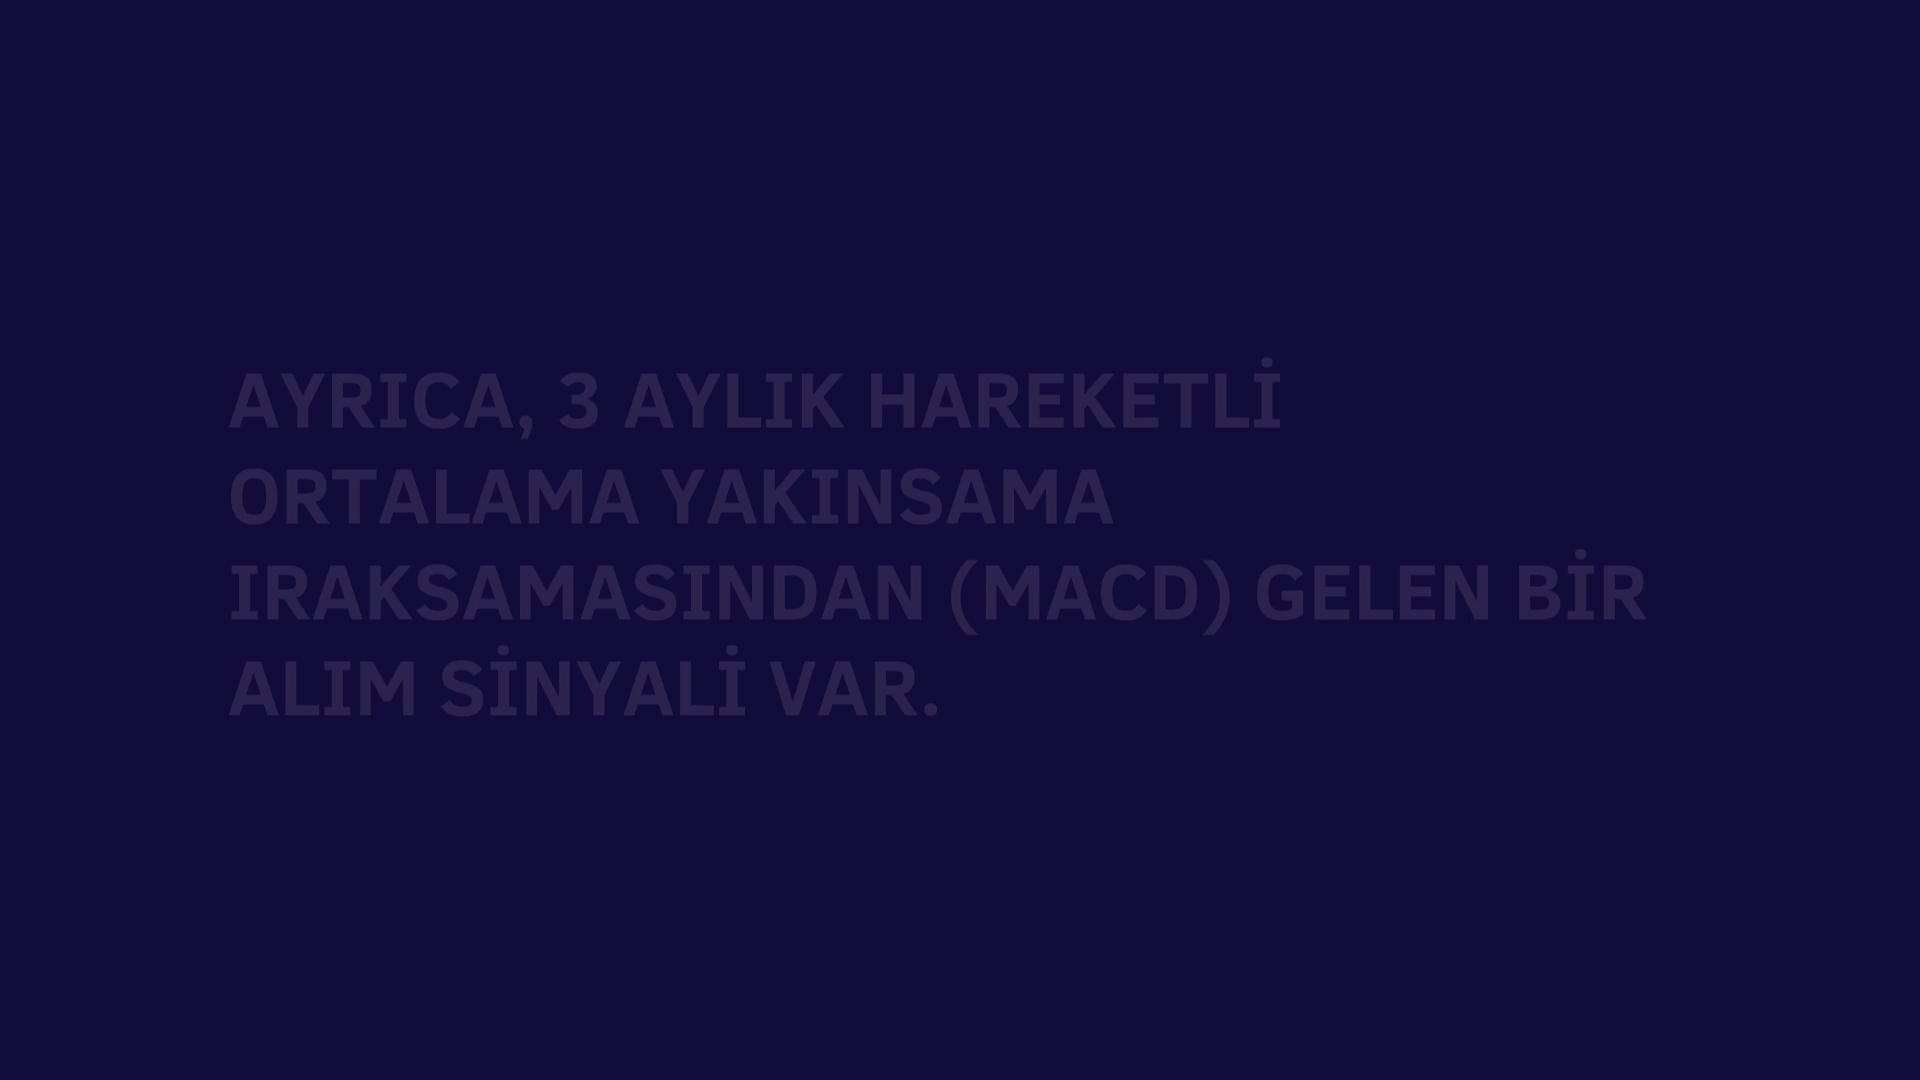 AYRICA, 3 AYLIK HAREKETLİ
ORTALAMA YAKINSAMA
IRAKSAMASINDAN (MACD) GELEN BİR
ALIM SİNYALİ VAR.